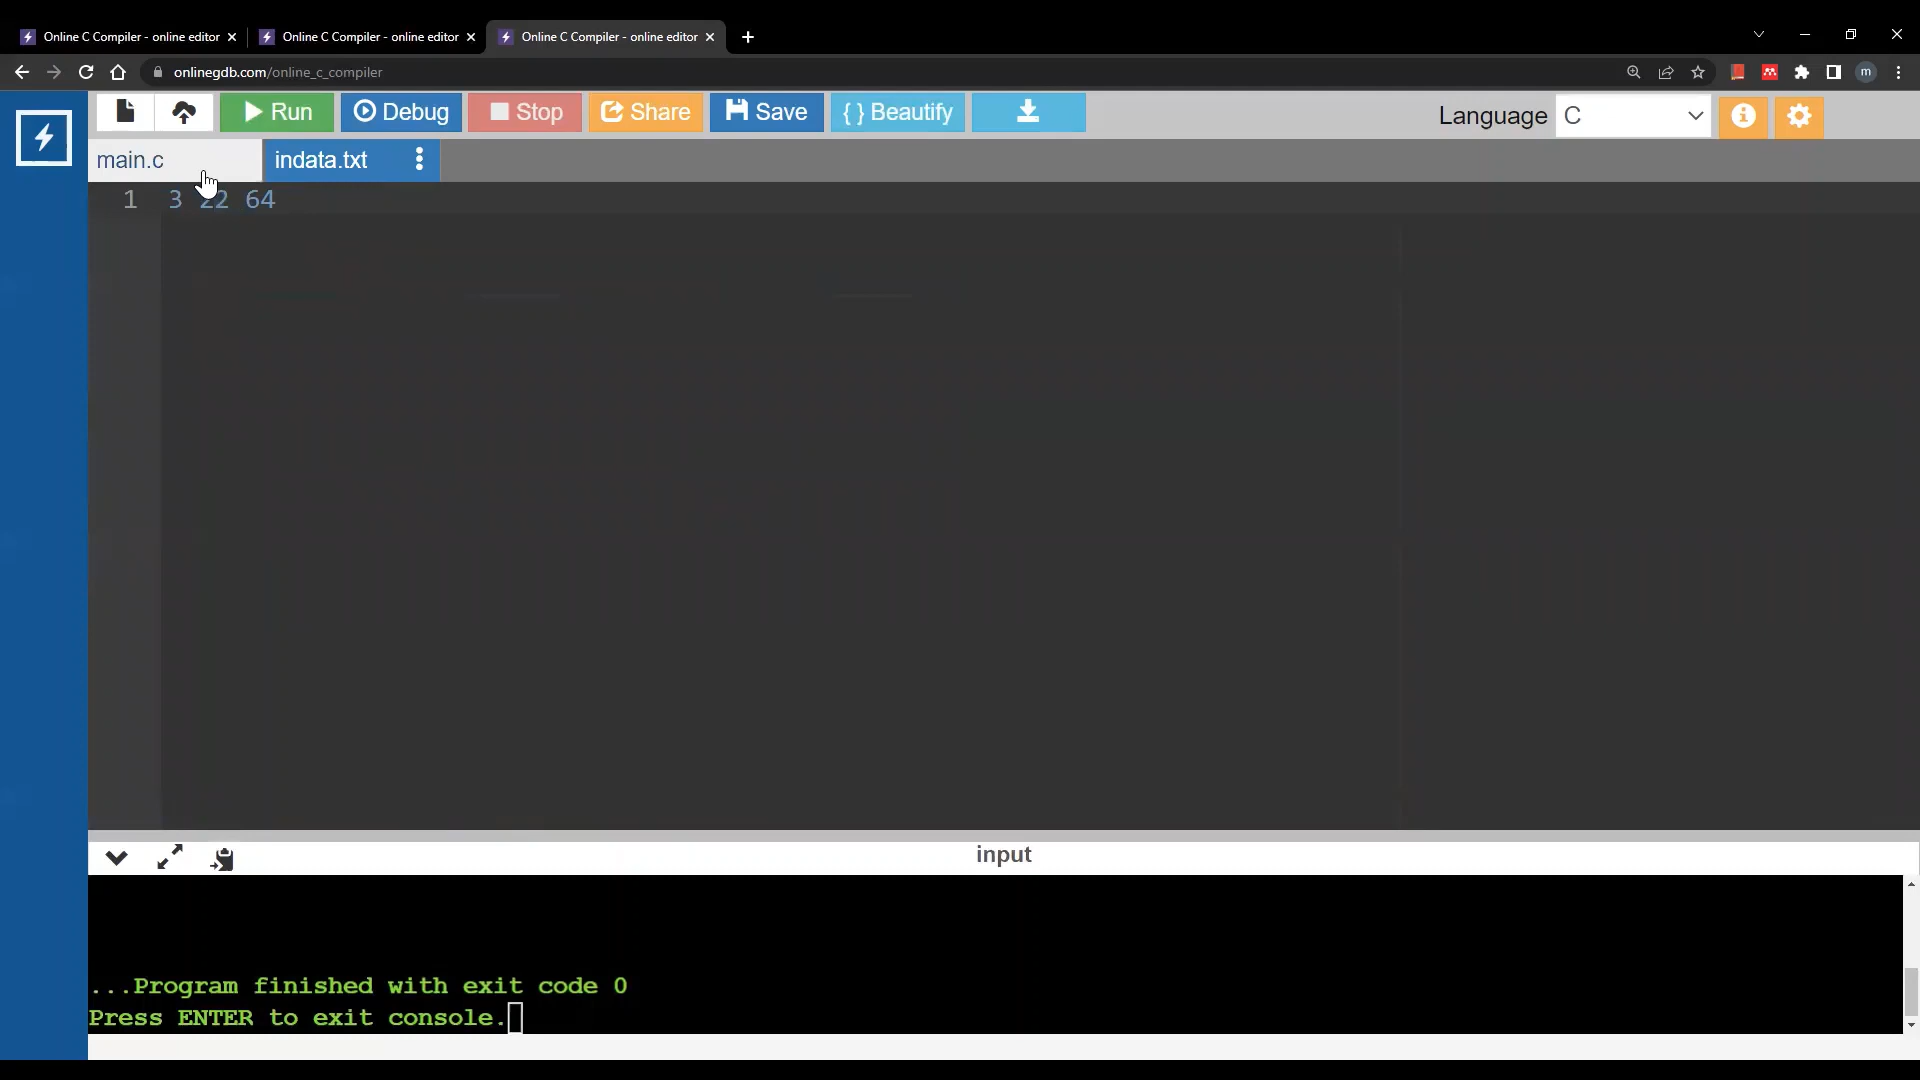 Online C Compiler - online editor
Online C Compiler - online editor
Online C Compiler - online editor
onlinegdb.com/online_c_compiler
m
Run Debug Stop Share Save { } Beautify
Language C
main.c indata.txt
1 3 22 64
input
...Program finished with exit code 0
Press ENTER to exit console.